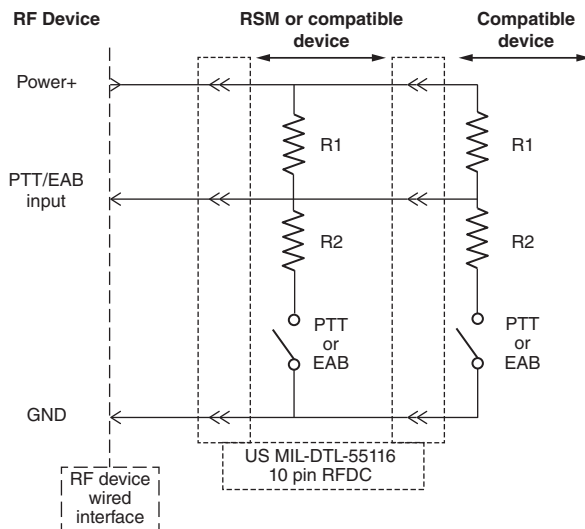 RF Device
RSM or compatible
device
Compatible
device
Power+
R1
R1
PTT/EAB
input
R2
R2
PTT
or
EAB
PTT
or
EAB
GND
US MIL-DTL-55116
10 pin RFDC
RF device
wired
interface